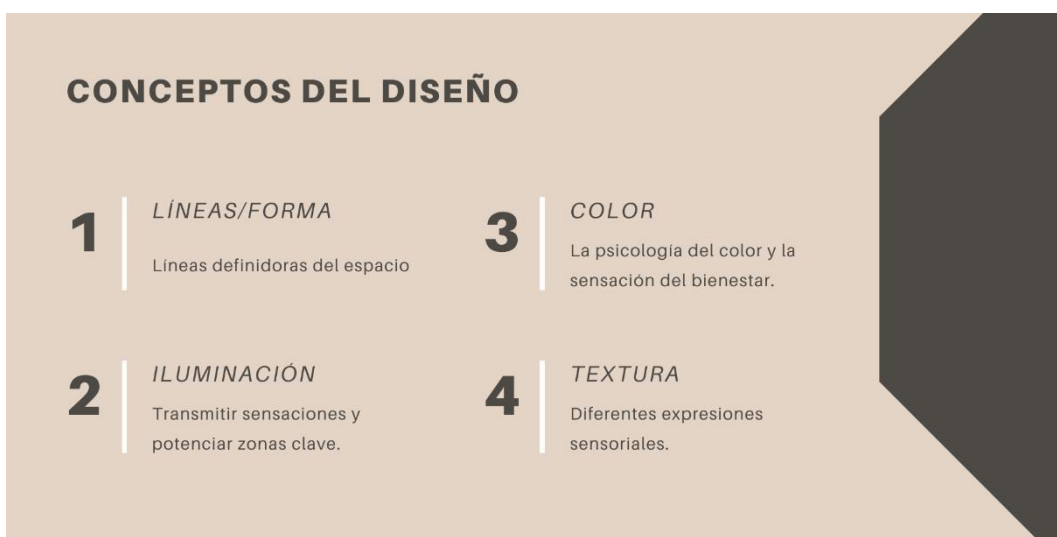 CONCEPTOS DEL DISEÑO
1
LÍNEAS/FORMA
Líneas definidoras del espacio
2
ILUMINACIÓN
Transmitir sensaciones y
potenciar zonas clave.
3
COLOR
La psicología del color y la
sensación del bienestar.
4
TEXTURA
Diferentes expresiones
sensoriales.